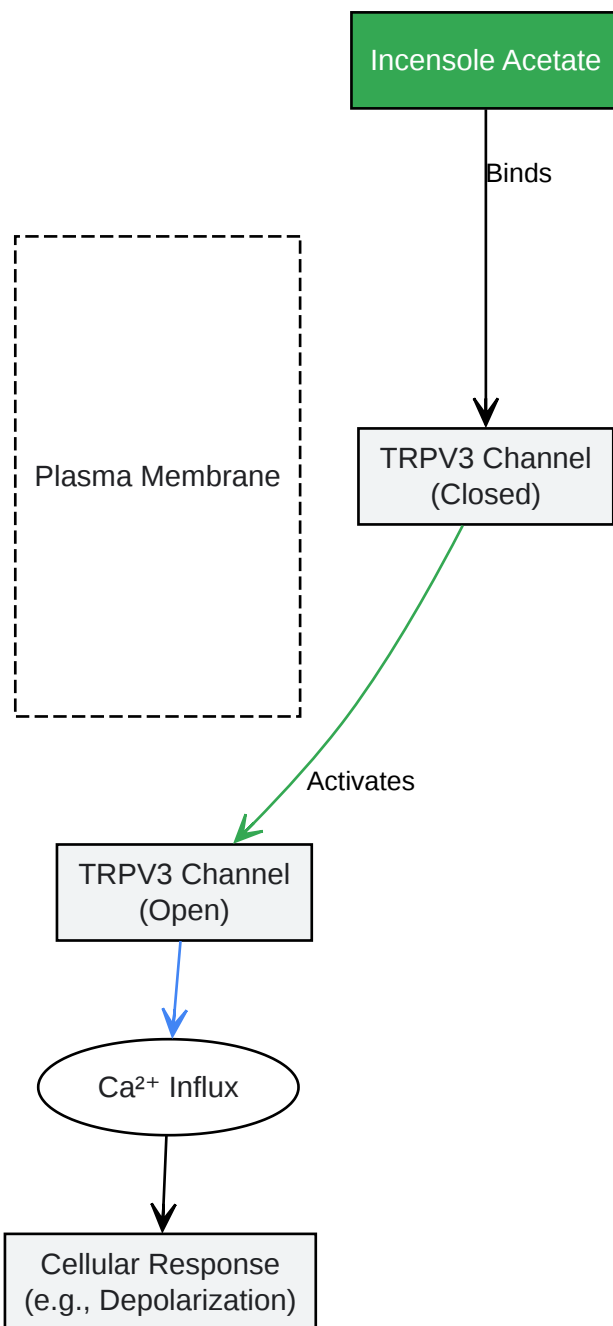 Incensole Acetate
Binds
Plasma Membrane
TRPV3 Channel
(Closed)
Activates
TRPV3 Channel
(Open)
Ca²⁺ Influx
Cellular Response
(e.g., Depolarization)